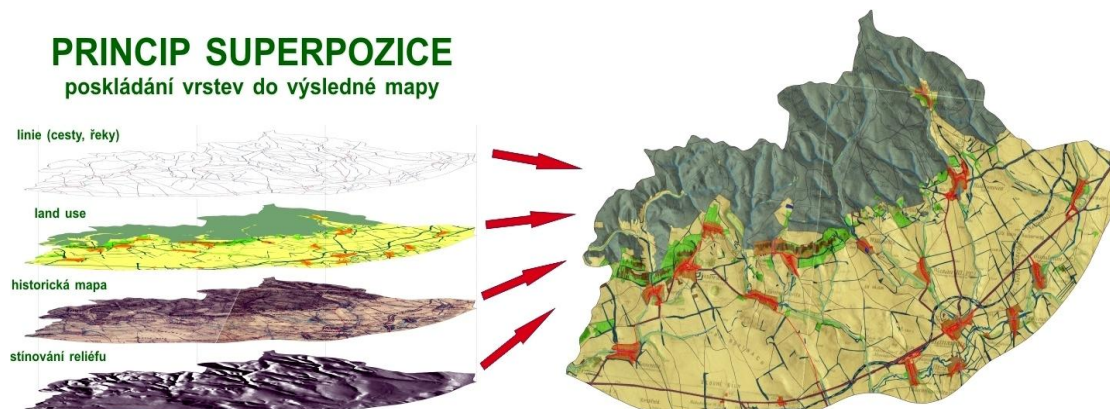 PRINCIP SUPERPOZICE
poskládání vrstev do výsledné mapy
linie (cesty, řeky)
land use
historická mapa
stínování reliéfu